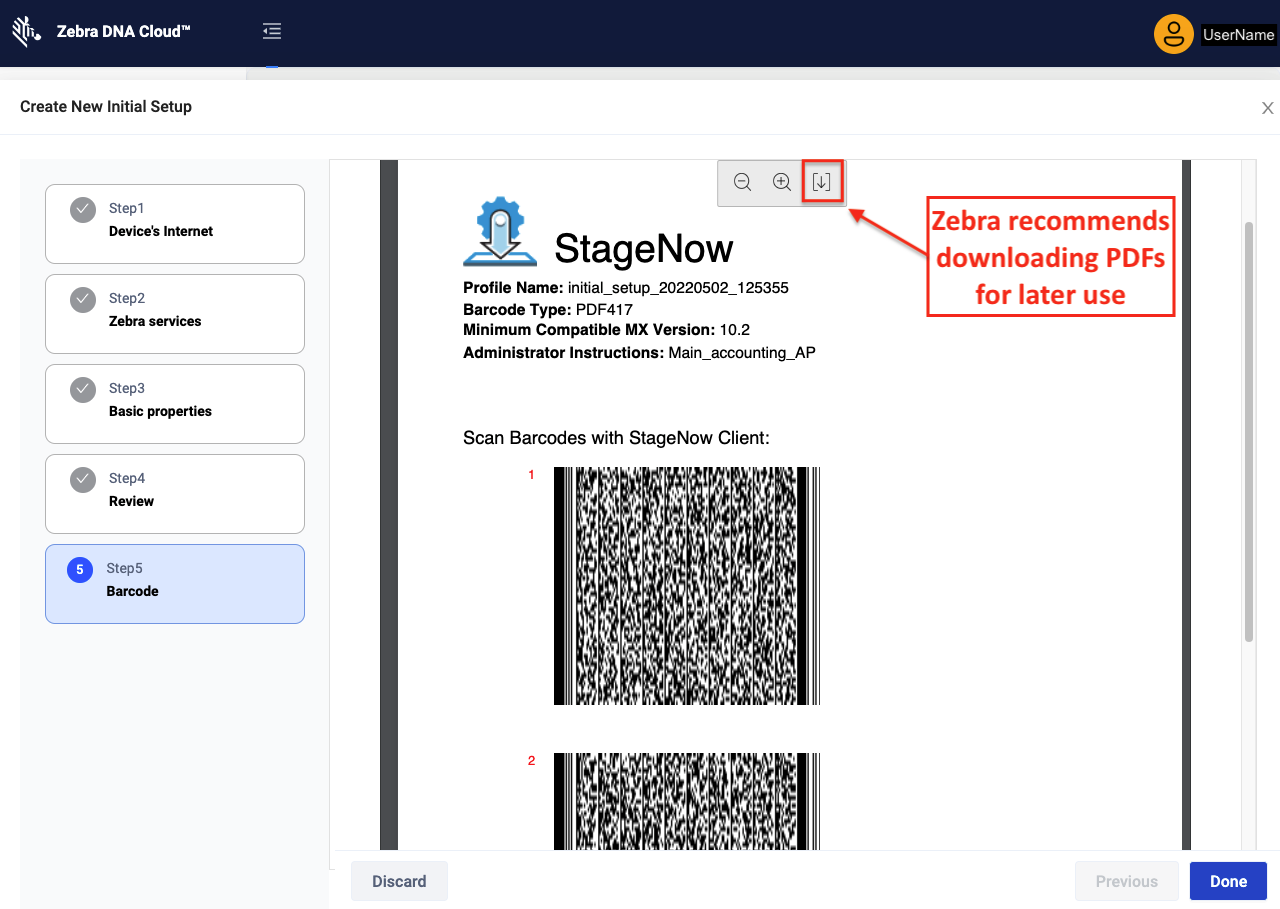 Zebra DNA Cloud™
UserName
Create New Initial Setup
Step1
Device's Internet
Step2
Zebra services
Step3
Basic properties
Step4
Review
5
Step5
Barcode
StageNow
Profile Name: initial_setup_20220502_125355
Barcode Type: PDF417
Minimum Compatible MX Version: 10.2
Administrator Instructions: Main_accounting_AP
Scan Barcodes with StageNow Client:
1
2
Zebra recommends
downloading PDFs
for later use
Discard
Previous
Done